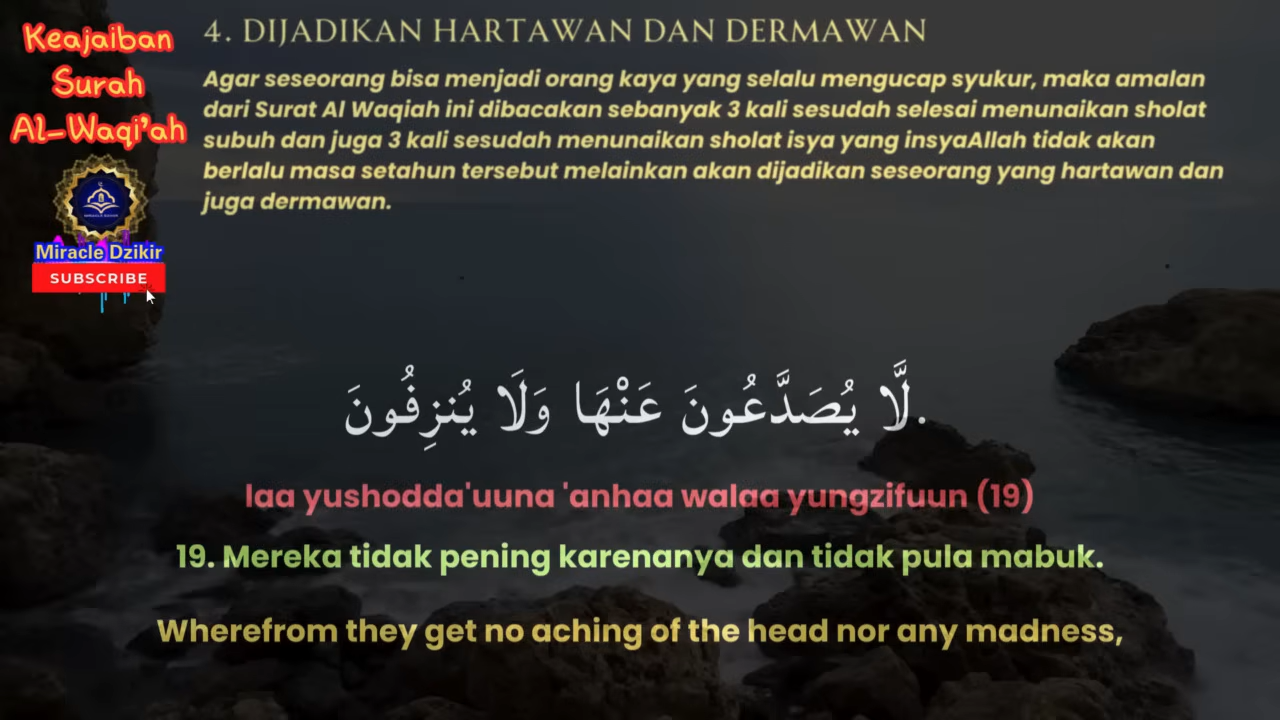 Keajaiban
Surah
Al-Waqi'ah
Miracle Dzikir
SUBSCRIBE
4. DIJADIKAN HARTAWAN DAN DERMAWAN
Agar seseorang bisa menjadi orang kaya yang selalu mengucap syukur, maka amalan
dari Surat Al Waqiah ini dibacakan sebanyak 3 kali sesudah selesai menunaikan sholat
subuh dan juga 3 kali sesudah menunaikan sholat isya yang insyaAllah tidak akan
berlalu masa setahun tersebut melainkan akan dijadikan seseorang yang hartawan dan
juga dermawan.
.لَّا يُصَدَّعُونَ عَنْهَا وَلَا يُنزِفُونَ
laa yushodda'uuna 'anhaa walaa yungzifuun (19)
19. Mereka tidak pening karenanya dan tidak pula mabuk.
Wherefrom they get no aching of the head nor any madness,